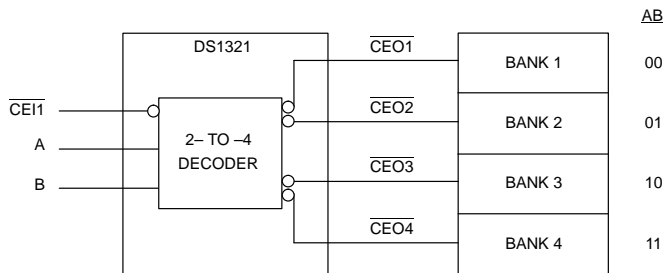 AB
DS1321
CEO1
BANK 1
00
CEI1
CEO2
BANK 2
01
A
2– TO –4
DECODER
B
CEO3
BANK 3
10
CEO4
BANK 4
11